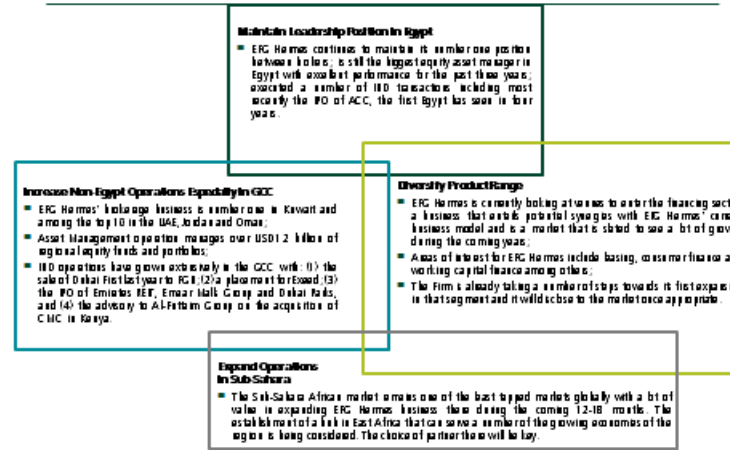 Maintain Leadership Position in Egypt
EFG Hermes continues to maintain its number one position
between brokers; is still the biggest equity asset manager in
Egypt with excellent performance for the past three years;
executed a number of IBD transactions including most
recently the IPO of ACC, the first Egypt has seen in four
years.
Increase Non-Egypt Operations Especially in GCC
EFG Hermes' brokerage business is number one in Kuwait and
among the top 10 in the UAE, Jordan and Oman;
Asset Management operation manages over USD1.2 billion of
regional equity funds and portfolios;
IBD operations have grown extensively in the GCC with: (1) the
sale of Dubai First last year to FGB; (2) a placement for Exeed; (3)
the IPO of Emirates REIT, Emaar Malls Group and Dubai Parks,
and (4) the advisory to Al-Futtaim Group on the acquisition of
CMC in Kenya.
Diversify Product Range
EFG Hermes is currently looking at venues to enter the financing
a business that entails potential synergies with EFG Hermes'
business model and is a market that is slated to see a lot of
during the coming years;
Areas of interest for EFG Hermes include leasing, consumer finance
working capital finance among others;
The Firm is already taking a number of steps towards its first
in that segment and it will disclose to the market once appropriate.
Expand Operations
in Sub-Sahara
The Sub-Sahara African market remains one of the least tapped markets globally with a lot of
value in expanding EFG Hermes business there during the coming 12-18 months. The
establishment of a hub in East Africa that can serve a number of the growing economies of the
region is being considered. The choice of partner there will be key.